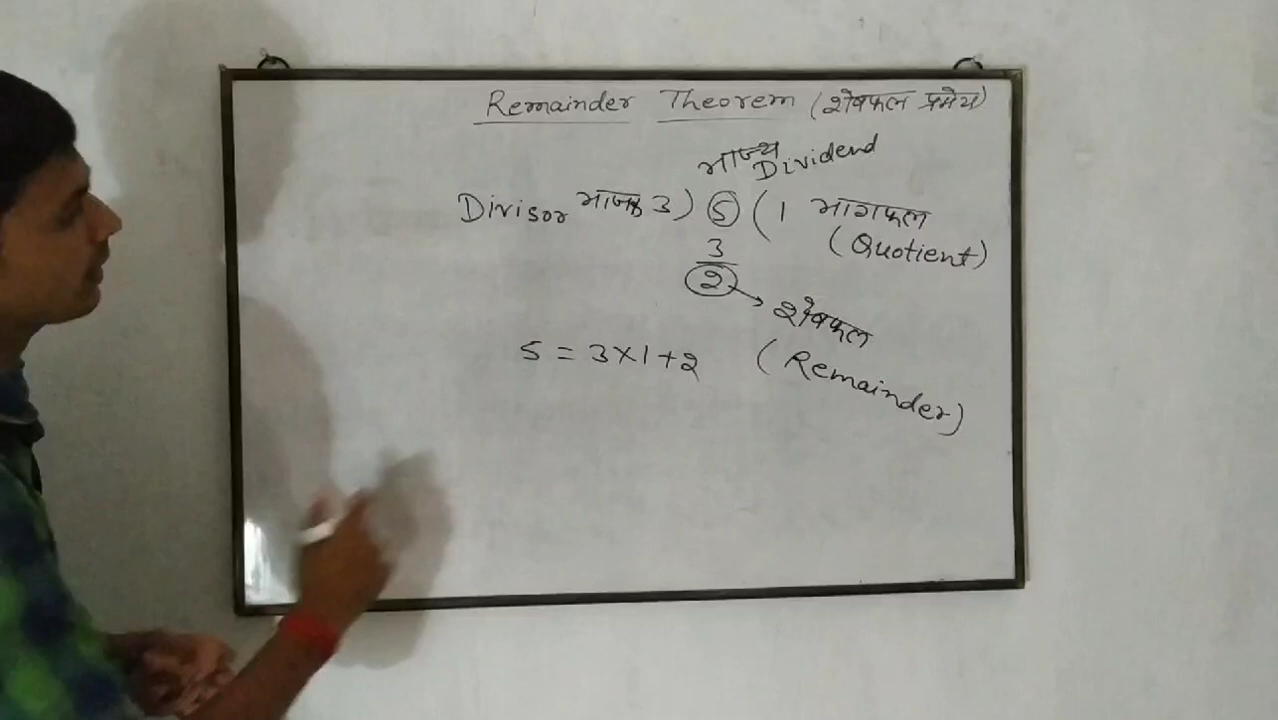 Remainder Theorem (शेषफल प्रमेय)
भाज्य
Dividend
Divisor भाजक 3) 5 (1 भागफल
(Quotient)
3
2
शेषफल
(Remainder)
5 = 3×1+2